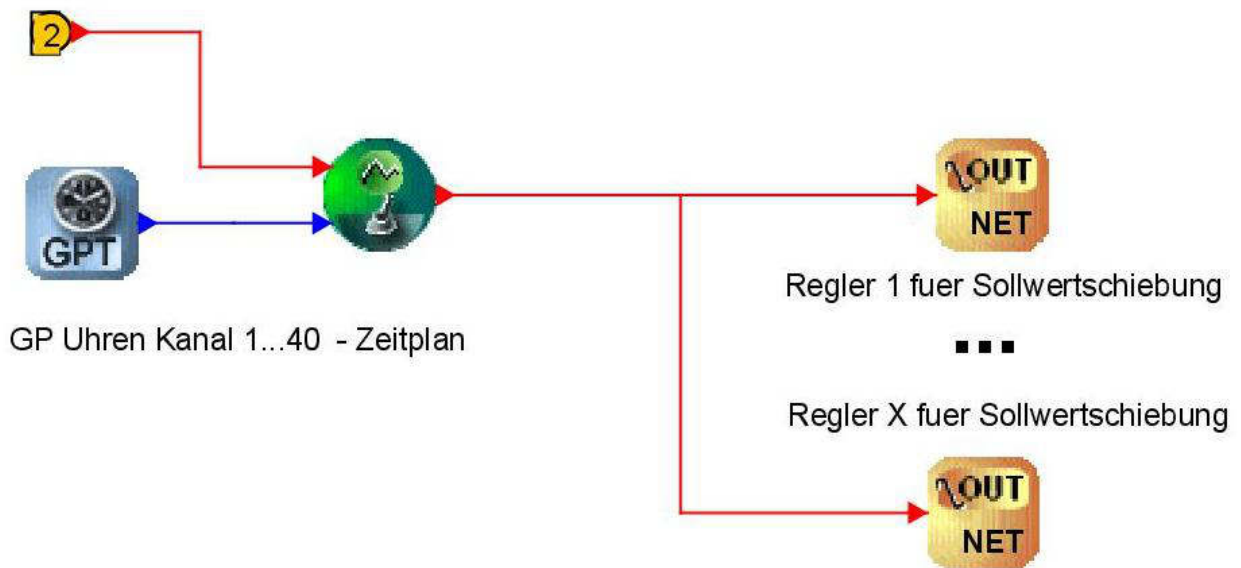 2
GPT
GP Uhren Kanal 1...40 - Zeitplan
OUT
NET
Regler 1 fuer Sollwertschiebung
...
Regler X fuer Sollwertschiebung
OUT
NET